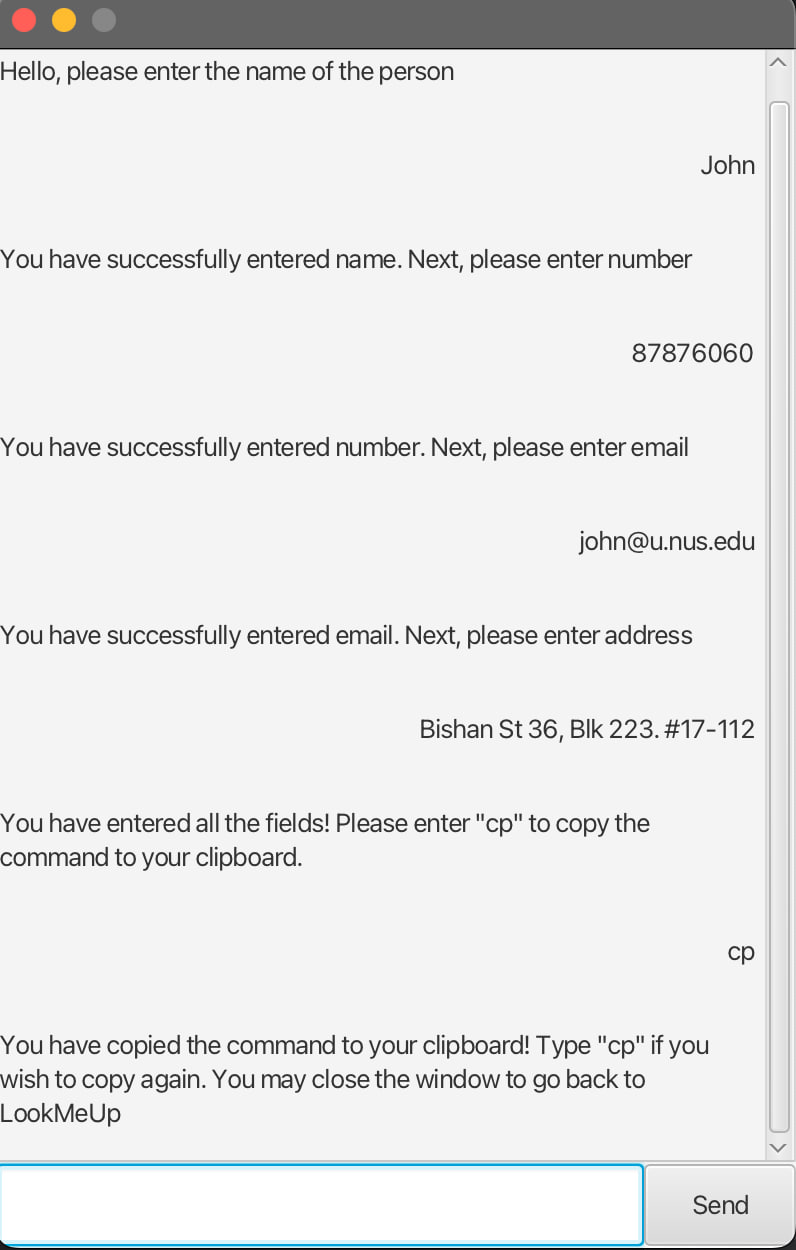 Hello, please enter the name of the person
John
You have successfully entered name. Next, please enter number
87876060
You have successfully entered number. Next, please enter email
john@u.nus.edu
You have successfully entered email. Next, please enter address
Bishan St 36, Blk 223. #17-112
You have entered all the fields! Please enter "cp" to copy the
command to your clipboard.
cp
You have copied the command to your clipboard! Type "cp" if you
wish to copy again. You may close the window to go back to
LookMeUp
Send